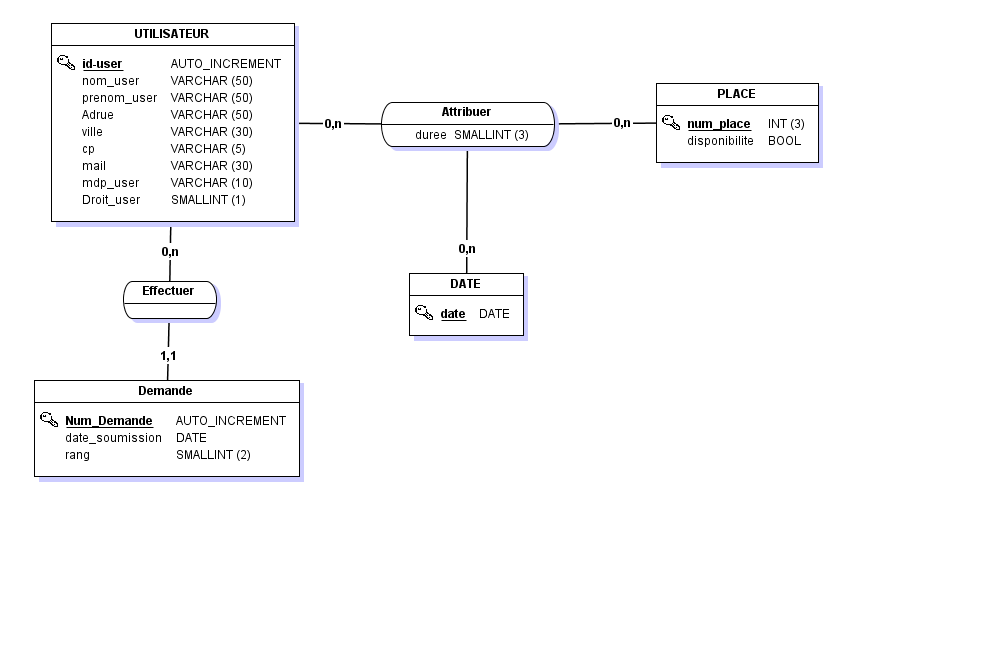 UTILISATEUR
id-user AUTO_INCREMENT
nom_user VARCHAR (50)
prenom_user VARCHAR (50)
Adrue VARCHAR (50)
ville VARCHAR (30)
cp VARCHAR (5)
mail VARCHAR (30)
mdp_user VARCHAR (10)
Droit_user SMALLINT (1)
0,n
Attribuer
duree SMALLINT (3)
0,n
PLACE
num_place INT (3)
disponibilite BOOL
0,n
DATE
date DATE
0,n
Effectuer
1,1
Demande
Num_Demande AUTO_INCREMENT
date_soumission DATE
rang SMALLINT (2)